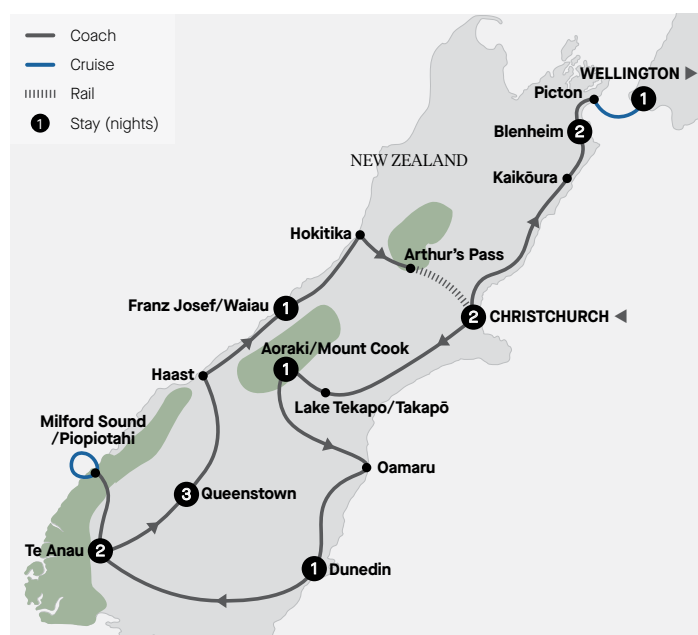 Coach
Cruise
Rail
1 Stay (nights)
WELLINGTON
1
Picton
Blenheim 2
Kaikōura
NEW ZEALAND
Hokitika
Arthur's Pass
Franz Josef/Waiau 1
2 CHRISTCHURCH
Aoraki/Mount Cook
1
Haast
Lake Tekapo/Takapō
Milford Sound
/Piopiotahi
Oamaru
3 Queenstown
Te Anau 2
1 Dunedin